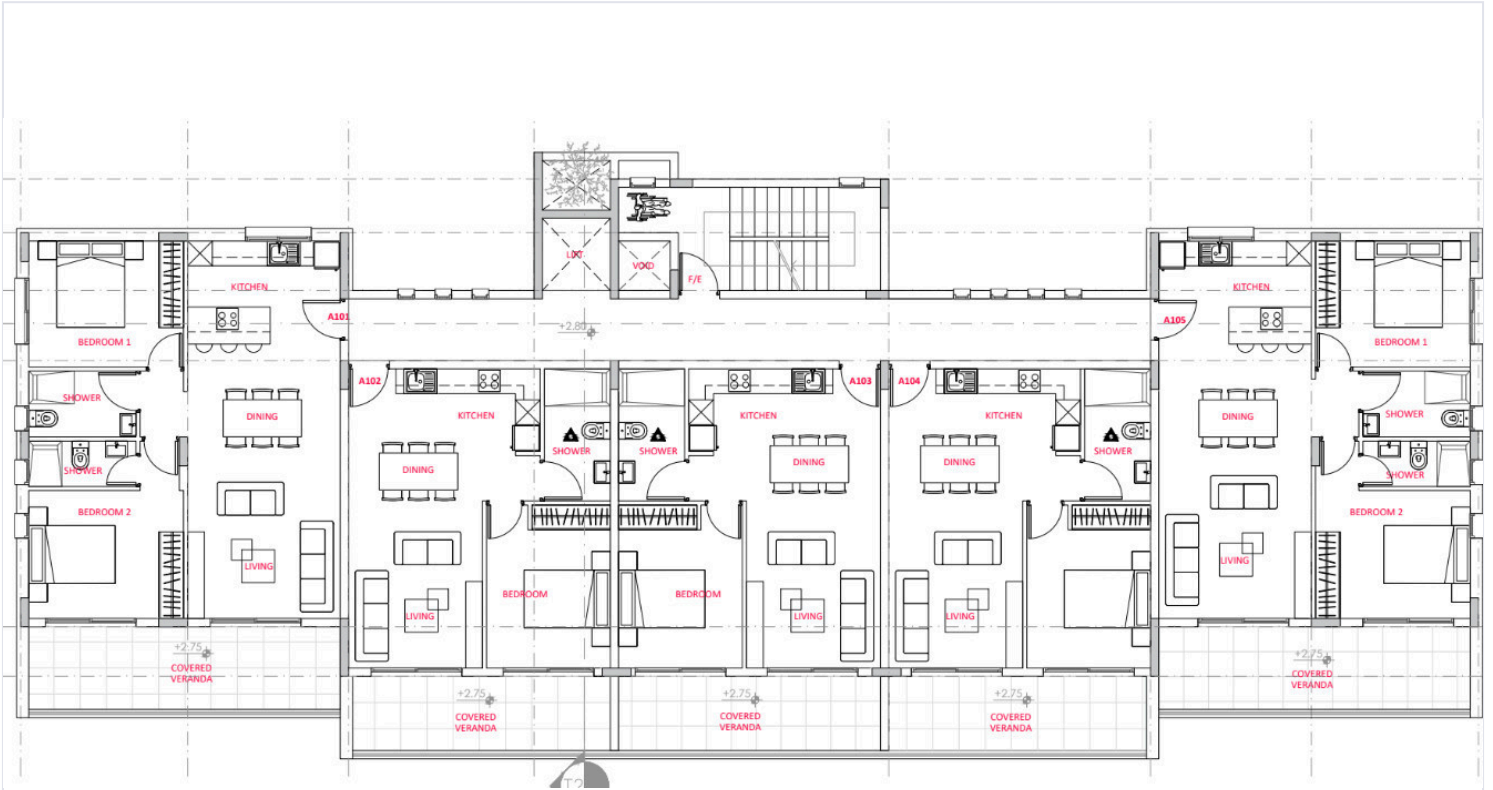 LIFT
VOID
F/E
KITCHEN
A101
BEDROOM 1
+2.80
A105
KITCHEN
BEDROOM 1
A102
A103
A104
SHOWER
DINING
KITCHEN
KITCHEN
KITCHEN
DINING
SHOWER
SHOWER
DINING
SHOWER
SHOWER
DINING
DINING
SHOWER
SHOWER
BEDROOM 2
BEDROOM 2
LIVING
LIVING
BEDROOM
BEDROOM
LIVING
LIVING
LIVING
+2.75
COVERED
VERANDA
+2.75
COVERED
VERANDA
+2.75
COVERED
VERANDA
+2.75
COVERED
VERANDA
+2.75
COVERED
VERANDA
T2